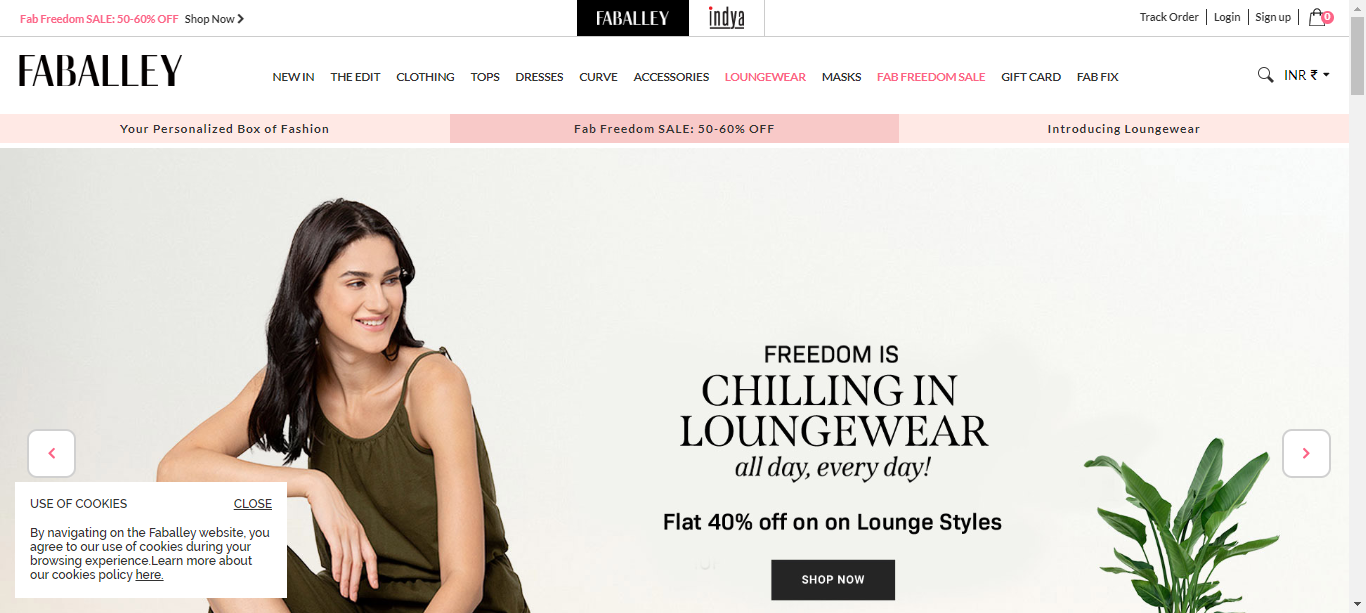 Fab Freedom SALE: 50-60% OFF Shop Now
FABALLEY indya
Track Order Login Sign up 0
FABALLEY
NEW IN THE EDIT CLOTHING TOPS DRESSES CURVE ACCESSORIES LOUNGEWEAR MASKS FAB FREEDOM SALE GIFT CARD FAB FIX
INR ₹
Your Personalized Box of Fashion
Fab Freedom SALE: 50-60% OFF
Introducing Loungewear
FREEDOM IS
CHILLING IN
LOUNGEWEAR
all day, every day!
Flat 40% off on on Lounge Styles
SHOP NOW
USE OF COOKIES CLOSE
By navigating on the Faballey website, you
agree to our use of cookies during your
browsing experience.Learn more about
our cookies policy here.